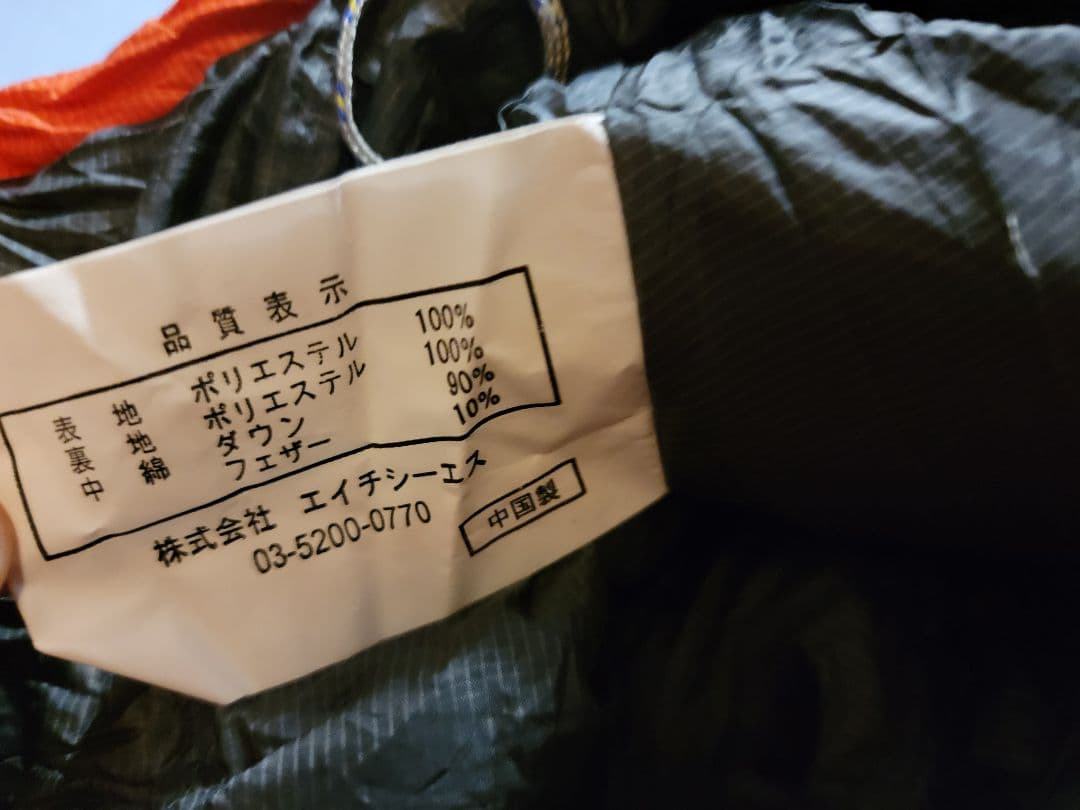 品質表示
表地 ポリエステル 100%
裏地 ポリエステル 100%
中綿 ダウン 90%
フェザー 10%
株式会社 エイチシーエス
03-5200-0770
中国製